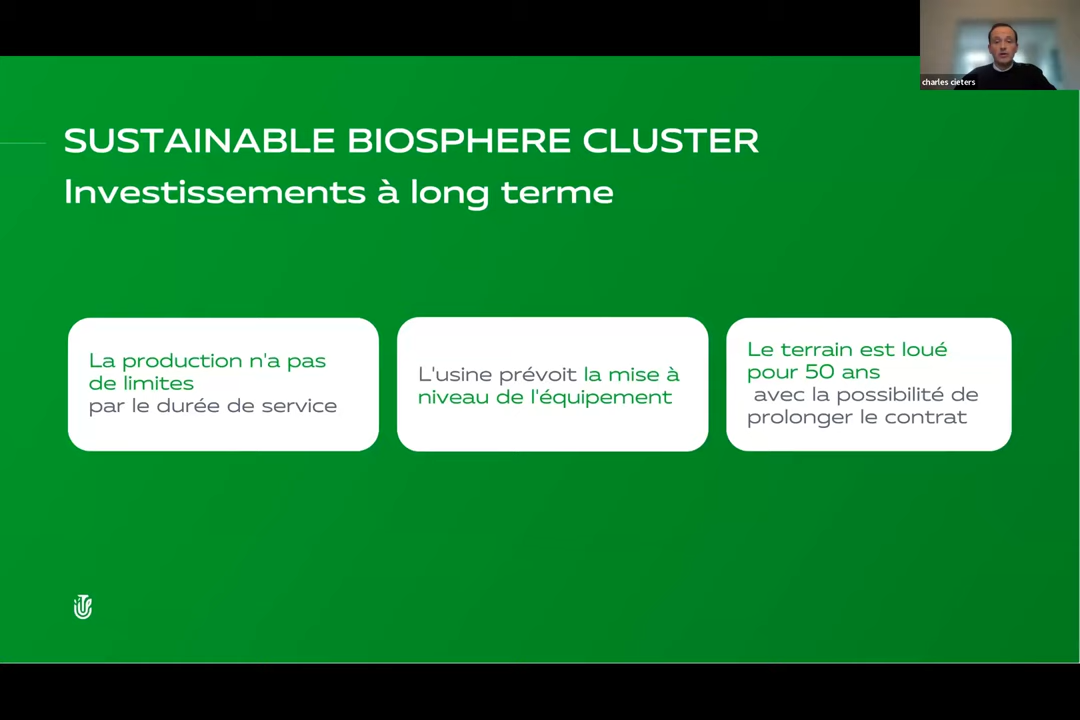 charles cieters
SUSTAINABLE BIOSPHERE CLUSTER
Investissements à long terme
La production n'a pas
de limites
par le durée de service
L'usine prévoit la mise à
niveau de l'équipement
Le terrain est loué
pour 50 ans
avec la possibilité de
prolonger le contrat